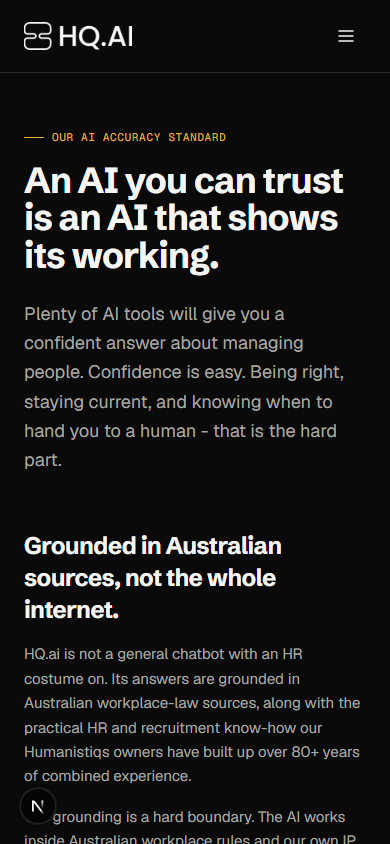 HQ.AI
OUR AI ACCURACY STANDARD
An AI you can trust
is an AI that shows
its working.
Plenty of AI tools will give you a
confident answer about managing
people. Confidence is easy. Being right,
staying current, and knowing when to
hand you to a human - that is the hard
part.
Grounded in Australian
sources, not the whole
internet.
HQ.ai is not a general chatbot with an HR
costume on. Its answers are grounded in
Australian workplace-law sources, along with the
practical HR and recruitment know-how our
Humanistiqs owners have built up over 80+ years
of combined experience.
N
grounding is a hard boundary. The AI works
inside Australian workplace rules and our own IP